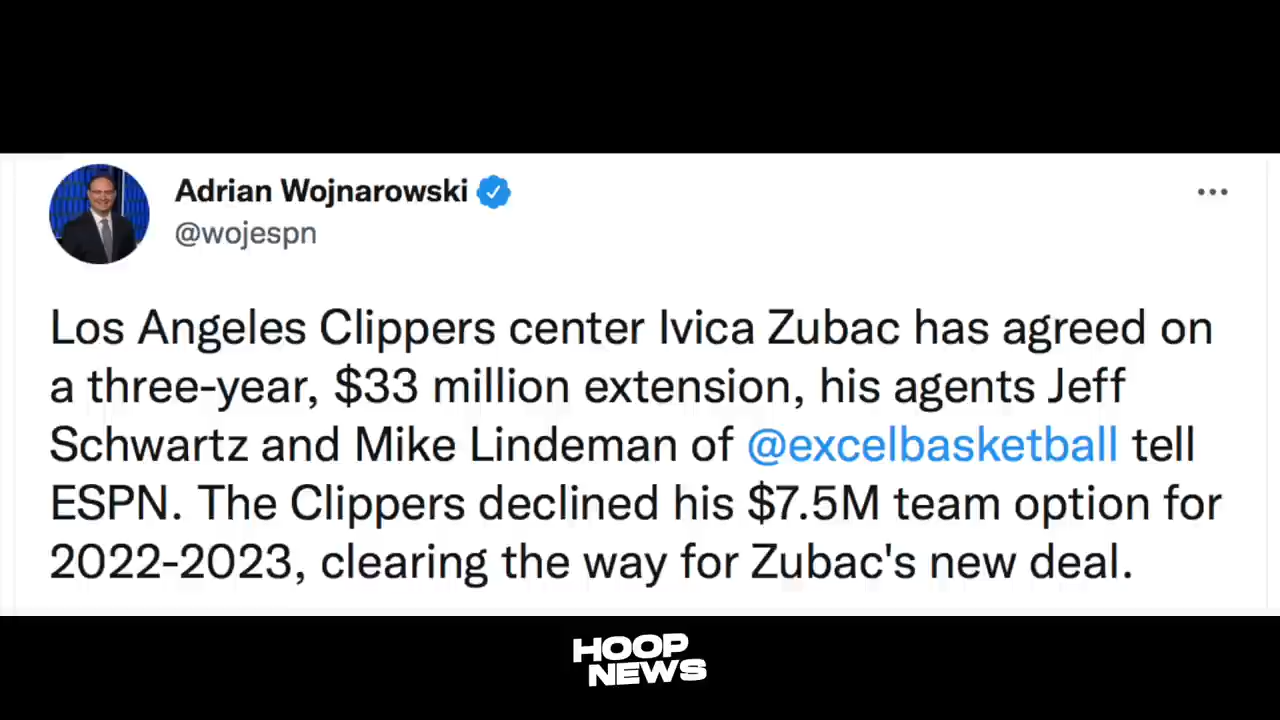 Adrian Wojnarowski
@wojespn
Los Angeles Clippers center Ivica Zubac has agreed on
a three-year, $33 million extension, his agents Jeff
Schwartz and Mike Lindeman of @excelbasketball tell
ESPN. The Clippers declined his $7.5M team option for
2022-2023, clearing the way for Zubac's new deal.
HOOP
NEWS